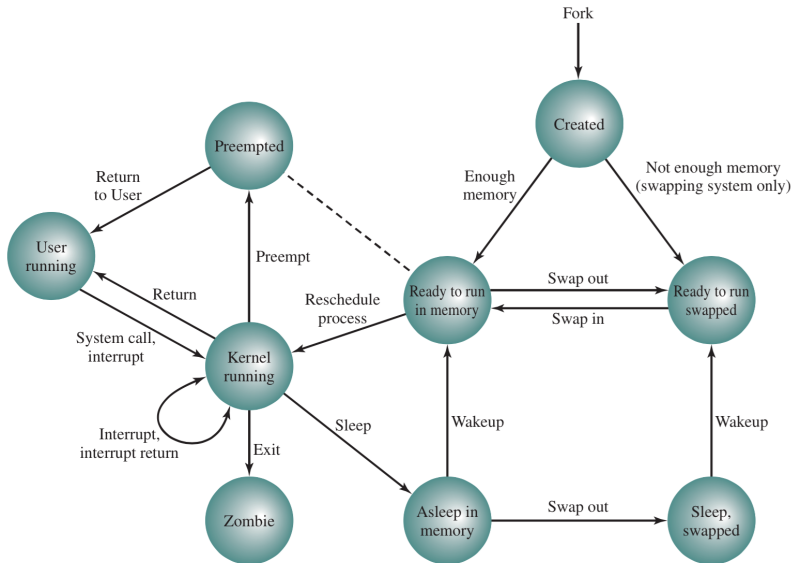 Fork
Created
Preempted
Enough
memory
Not enough memory
(swapping system only)
Return
to User
User
running
Preempt
Return
Reschedule
process
Ready to run
in memory
Swap out
Swap in
Ready to run
swapped
System call,
interrupt
Kernel
running
Interrupt,
interrupt return
Sleep
Exit
Wakeup
Wakeup
Zombie
Asleep in
memory
Swap out
Sleep,
swapped